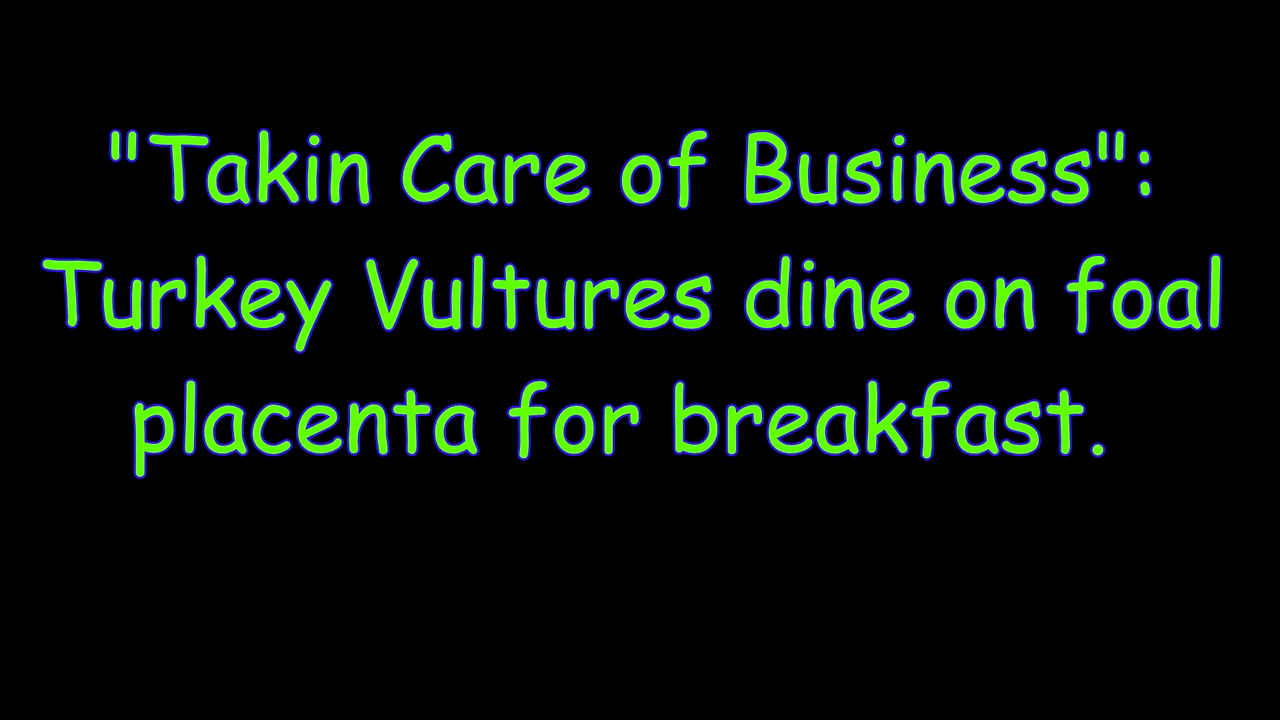 "Takin Care of Business":
Turkey Vultures dine on foal
placenta for breakfast.